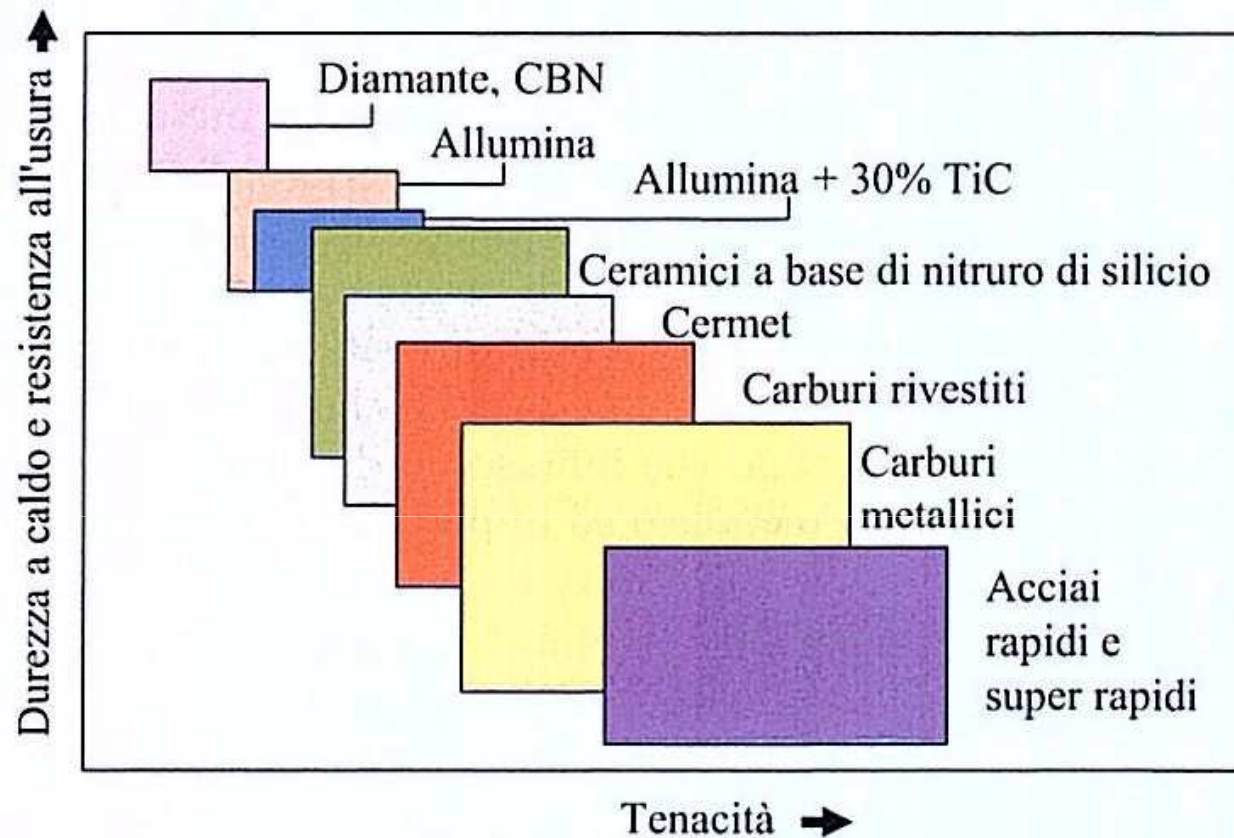 Durezza a caldo e resistenza all'usura
Diamante, CBN
Allumina
Allumina + 30% TiC
Ceramici a base di nitruro di silicio
Cermet
Carburi rivestiti
Carburi
metallici
Acciai
rapidi e
super rapidi
Tenacità